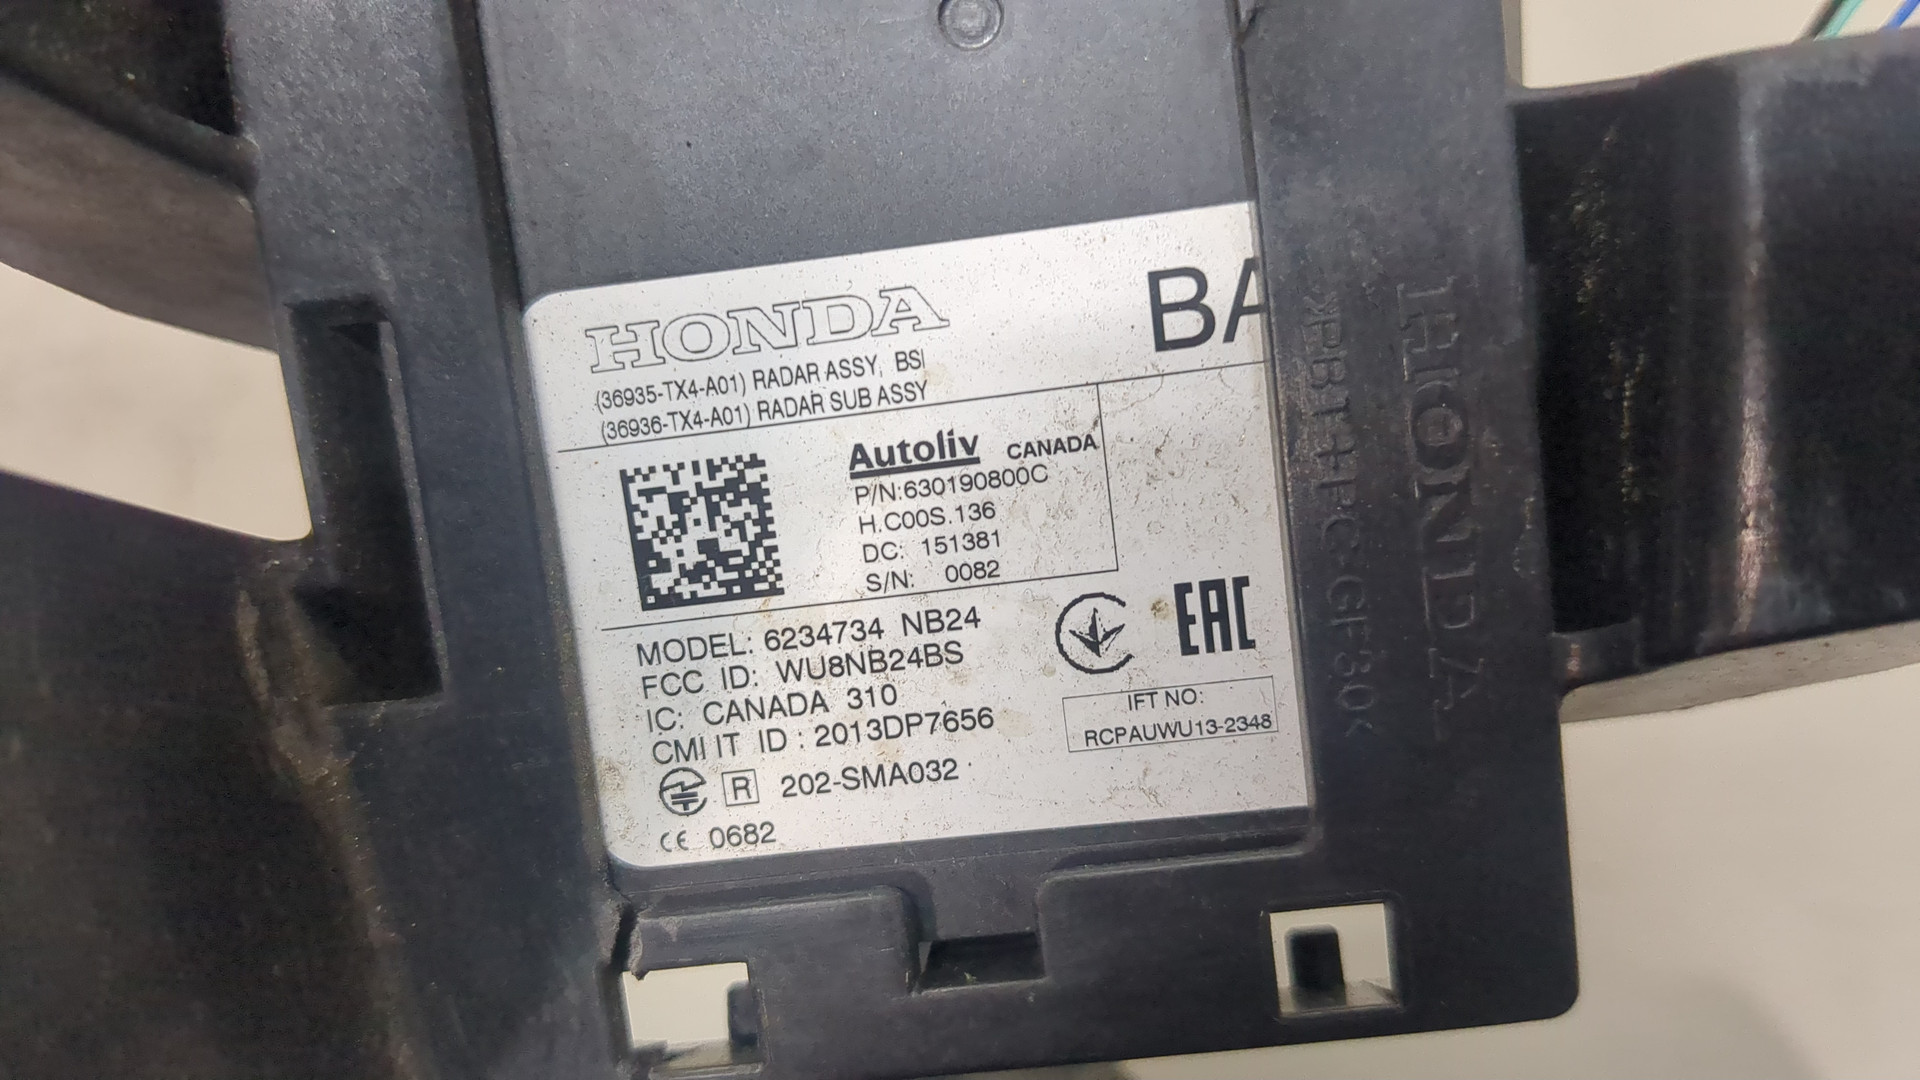 HONDA
BA
(36935-TX4-A01) RADAR ASSY, BSI
(36936-TX4-A01) RADAR SUB ASSY
Autoliv CANADA
P/N:630190800C
H.C00S.136
DC: 151381
S/N: 0082
MODEL: 6234734 NB24
FCC ID: WU8NB24BS
IC: CANADA 310
CMIIT ID : 2013DP7656
R 202-SMA032
CE 0682
EAC
IFT NO:
RCPAUWU13-2348
HONDA